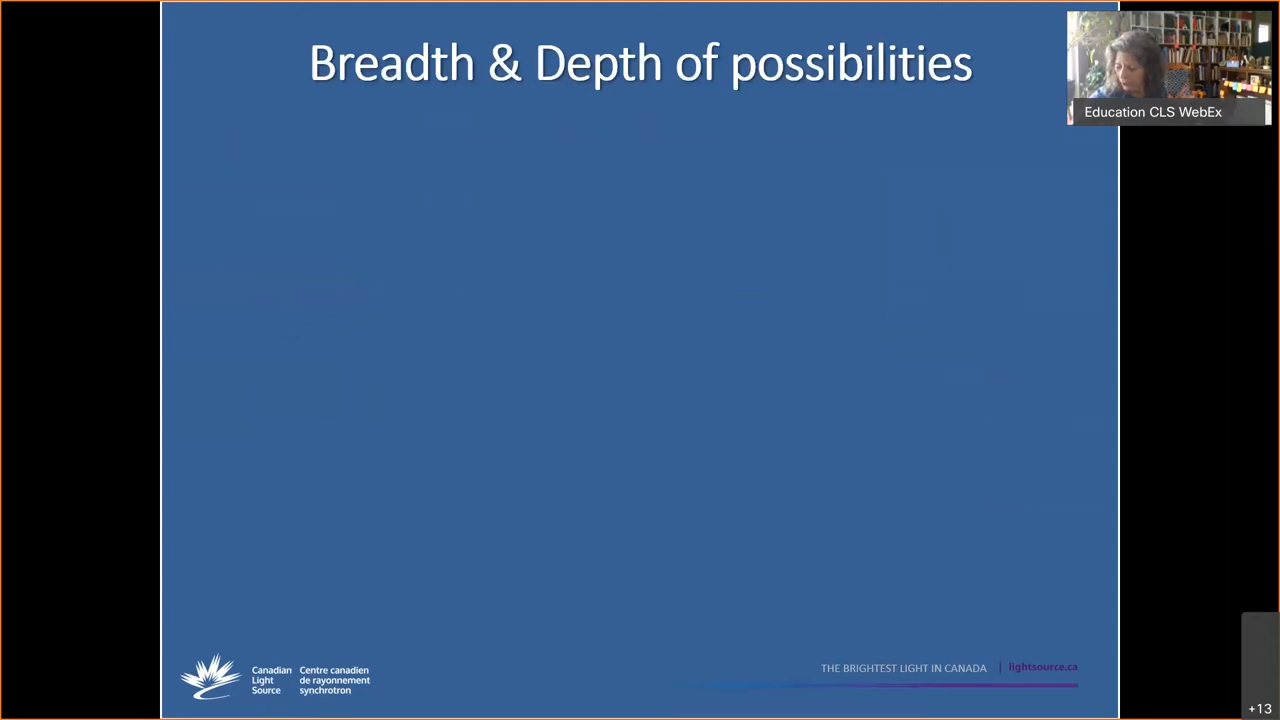 Breadth & Depth of possibilities
Education CLS WebEx
Canadian
Light
Source
Centre canadien
de rayonnement
synchrotron
THE BRIGHTEST LIGHT IN CANADA | lightsource.ca
+13